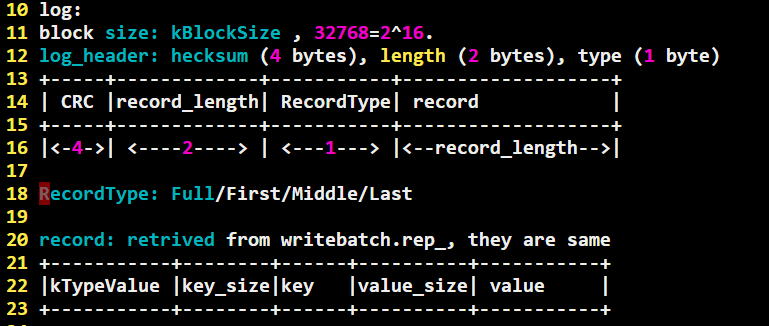 10 log:
11 block size: kBlockSize , 32768=2^16.
12 log_header: hecksum (4 bytes), length (2 bytes), type (1 byte)
13 +-----+-------------+-----------+-------------------+
14 | CRC |record_length| RecordType| record            |
15 +-----+-------------+-----------+-------------------+
16 |<-4->| <----2----> | <---1---> |<--record_length-->|
17
18 RecordType: Full/First/Middle/Last
19
20 record: retrived from writebatch.rep_, they are same
21 +-----------+--------+------+----------+-----------+
22 |kTypeValue |key_size|key   |value_size| value     |
23 +-----------+--------+------+----------+-----------+